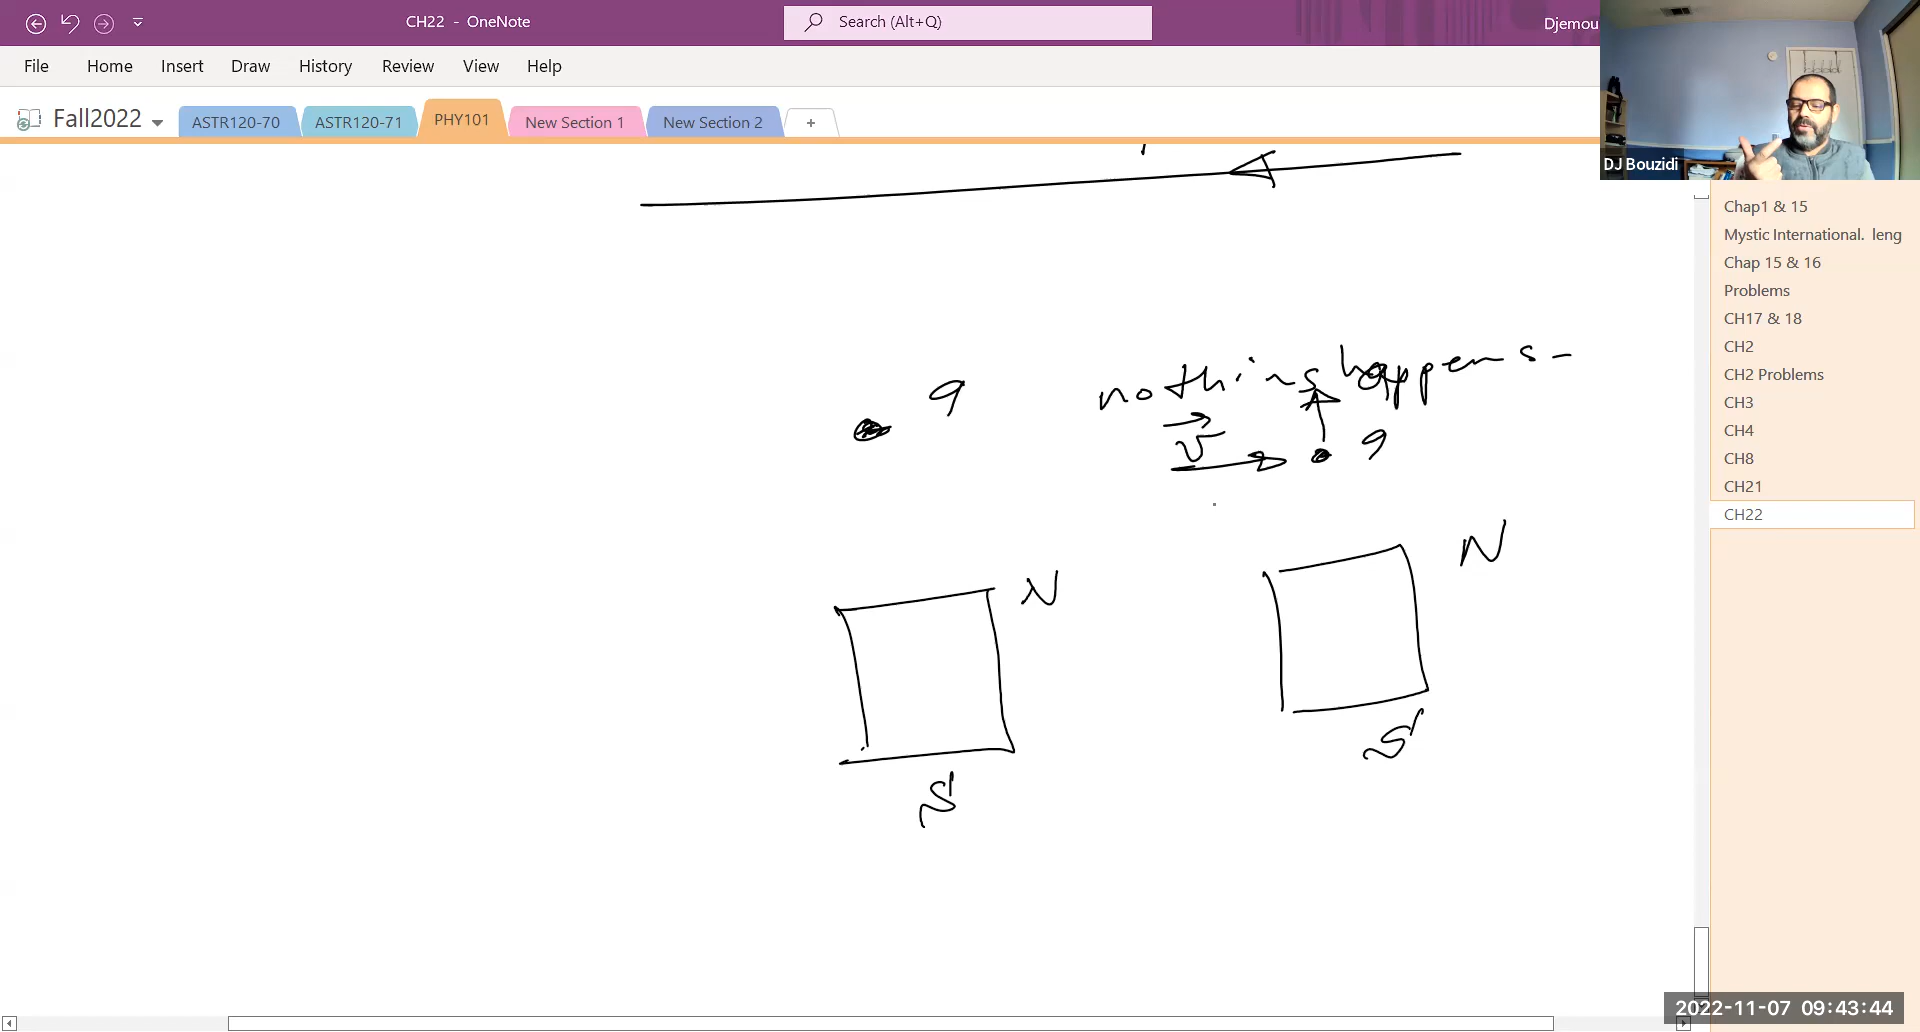 CH22 - OneNote
Search (Alt+Q)
Djemou
File Home Insert Draw History Review View Help
Fall2022
ASTR120-70
ASTR120-71
PHY101
New Section 1
New Section 2
+
DJ Bouzidi
Chap1 & 15
Mystic International. leng
Chap 15 & 16
Problems
CH17 & 18
CH2
CH2 Problems
CH3
CH4
CH8
CH21
CH22
q
nothing happens -
v
q
N
S
N
S
2022-11-07 09:43:44